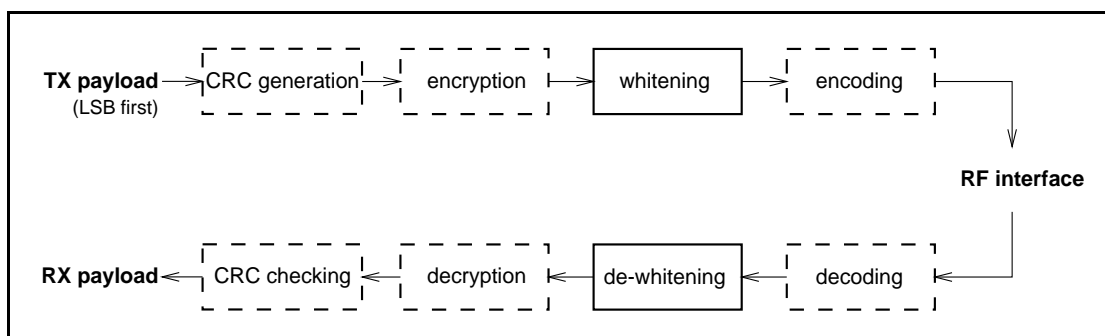 TX payload
(LSB first)
CRC generation
encryption
whitening
encoding
RF interface
RX payload
CRC checking
decryption
de-whitening
decoding